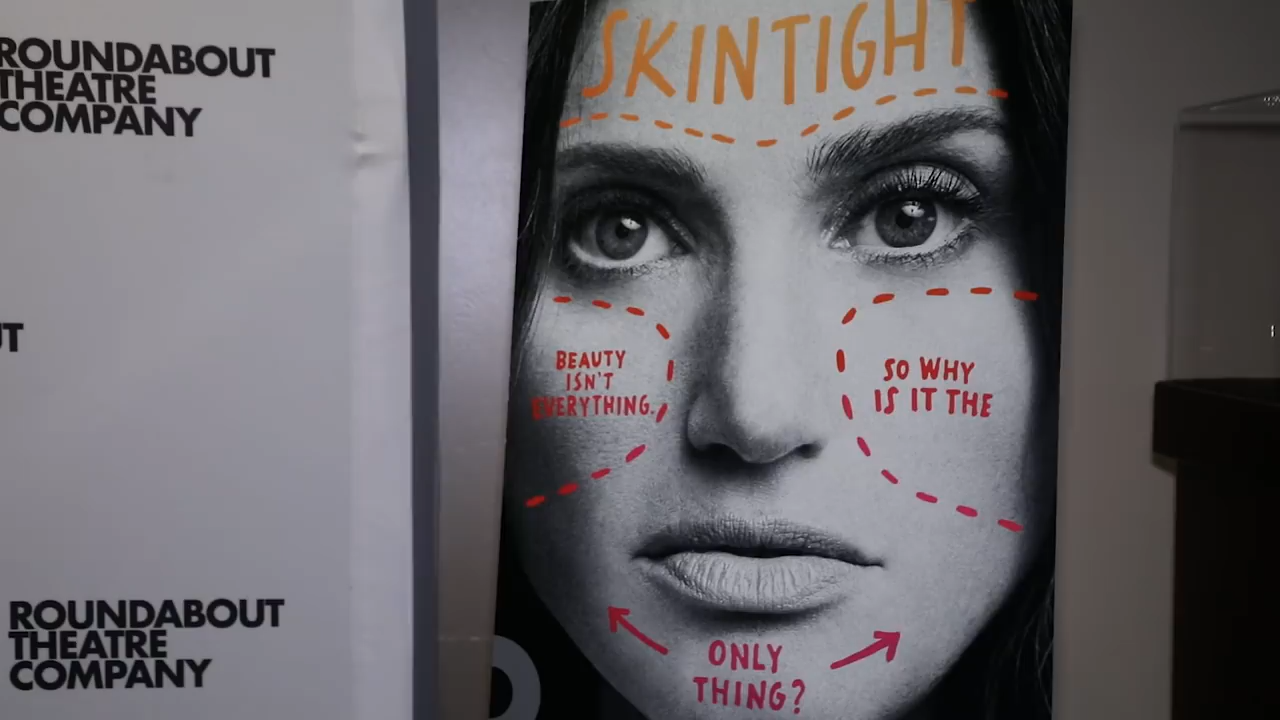 ROUNDABOUT
THEATRE
COMPANY
ROUNDABOUT
THEATRE
COMPANY
SKINTIGHT
BEAUTY
ISN'T
EVERYTHING.
SO WHY
IS IT THE
ONLY
THING?